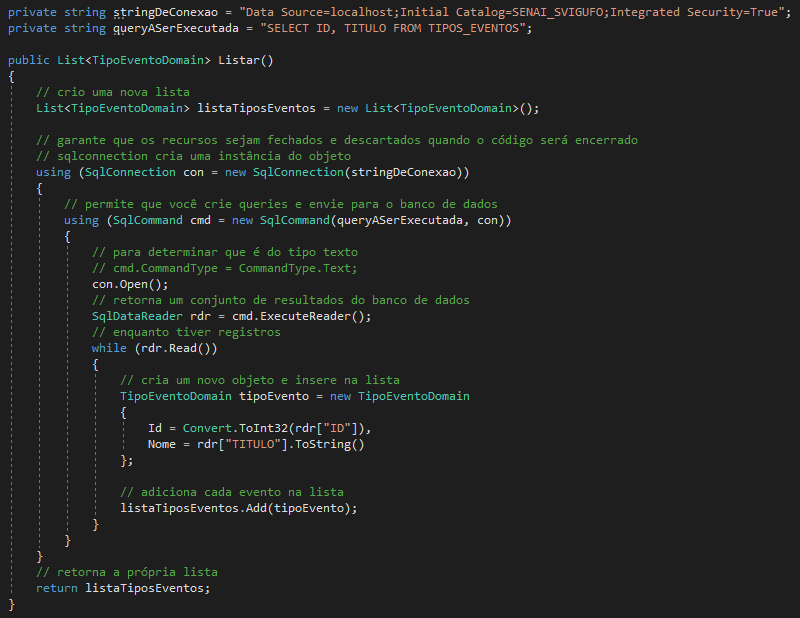 private string stringDeConexao = "Data Source=localhost;Initial Catalog=SENAI_SVIGUFO;Integrated Security=True";
private string queryASerExecutada = "SELECT ID, TITULO FROM TIPOS_EVENTOS";
public List<TipoEventoDomain> Listar()
{
// crio uma nova lista
List<TipoEventoDomain> listaTiposEventos = new List<TipoEventoDomain>();
// garante que os recursos sejam fechados e descartados quando o código será encerrado
// sqlconnection cria uma instância do objeto
using (SqlConnection con = new SqlConnection(stringDeConexao))
{
// permite que você crie queries e envie para o banco de dados
using (SqlCommand cmd = new SqlCommand(queryASerExecutada, con))
{
// para determinar que é do tipo texto
// cmd.CommandType = CommandType.Text;
con.Open();
// retorna um conjunto de resultados do banco de dados
SqlDataReader rdr = cmd.ExecuteReader();
// enquanto tiver registros
while (rdr.Read())
{
// cria um novo objeto e insere na lista
TipoEventoDomain tipoEvento = new TipoEventoDomain
{
Id = Convert.ToInt32(rdr["ID"]),
Nome = rdr["TITULO"].ToString()
};
// adiciona cada evento na lista
listaTiposEventos.Add(tipoEvento);
}
}
}
// retorna a própria lista
return listaTiposEventos;
}